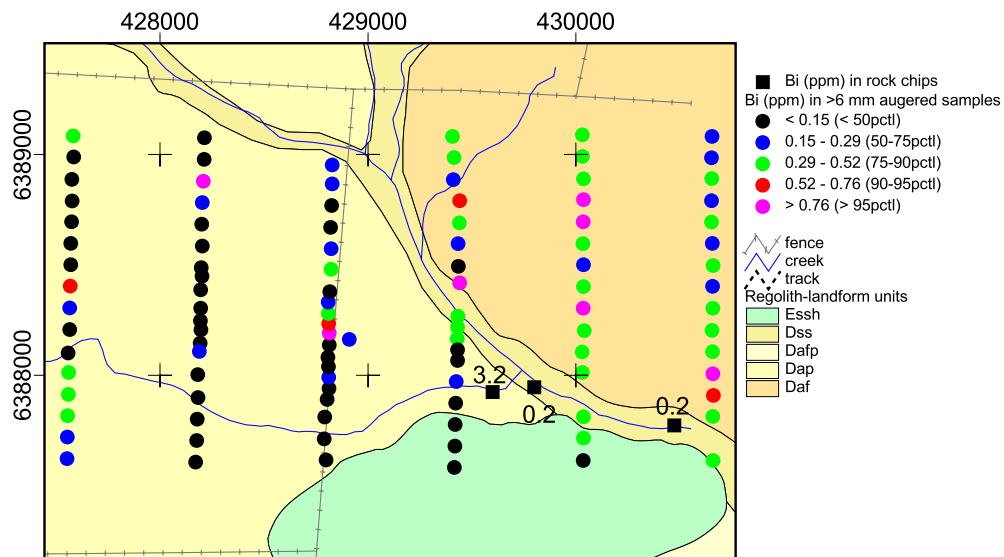 428000 429000 430000
6389000
6388000
3.2
0.2
0.2
Bi (ppm) in rock chips
Bi (ppm) in >6 mm augered samples
< 0.15 (< 50pctl)
0.15 - 0.29 (50-75pctl)
0.29 - 0.52 (75-90pctl)
0.52 - 0.76 (90-95pctl)
> 0.76 (> 95pctl)
fence
creek
track
Regolith-landform units
Essh
Dss
Dafp
Dap
Daf